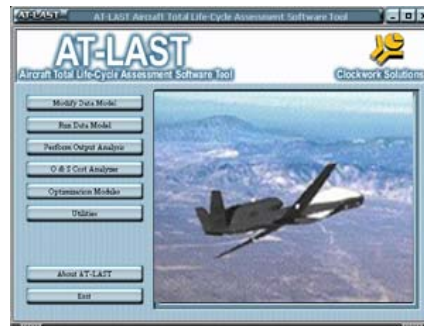 AT-LAST AT-LAST Aircraft Total Life-Cycle Assessment Software Tool
AT-LAST
Aircraft Total Life-Cycle Assessment Software Tool
Clockwork Solutions
Modify Data Model
Run Data Model
Perform Output Analysis
O & S Cost Analyzer
Optimization Modules
Utilities
About AT-LAST
Exit